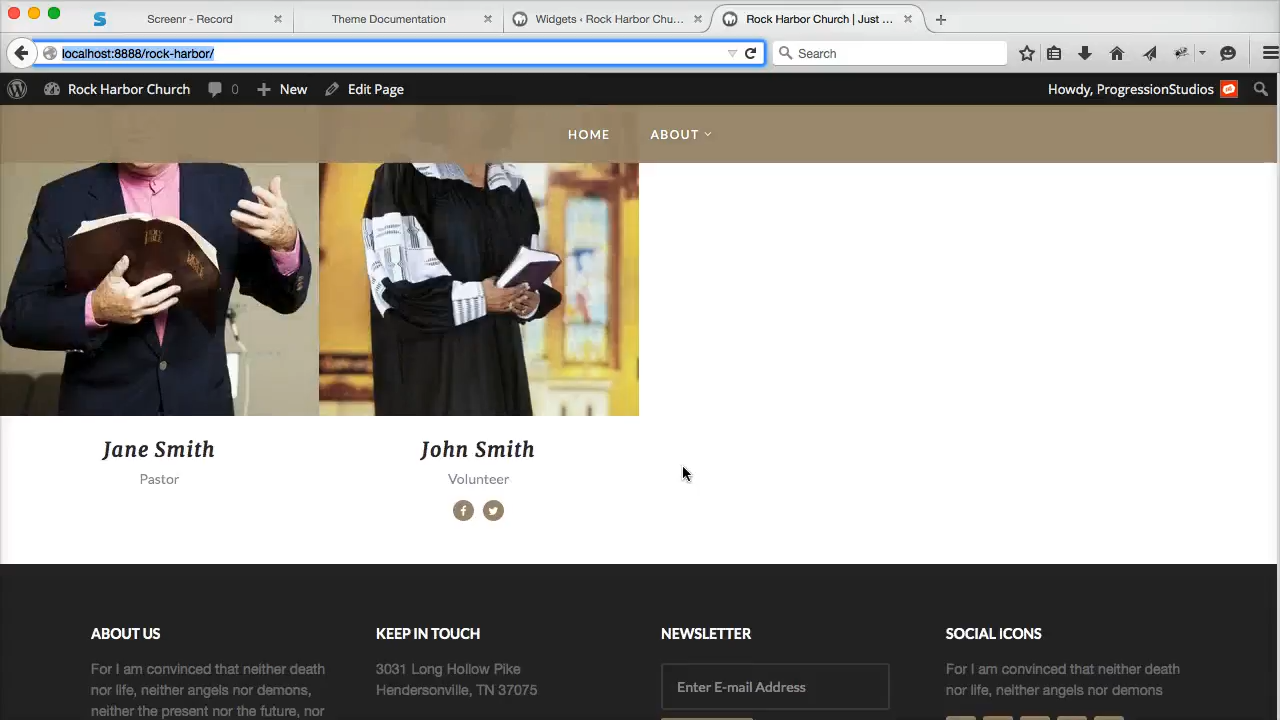 Screenr - Record
Theme Documentation
Widgets ‹ Rock Harbor Chu...
Rock Harbor Church | Just ...
localhost:8888/rock-harbor/
Search
Rock Harbor Church
0
New
Edit Page
Howdy, ProgressionStudios
HOME
ABOUT
HOLY BIBLE
Jane Smith
Pastor
John Smith
Volunteer
ABOUT US
For I am convinced that neither death
nor life, neither angels nor demons,
neither the present nor the future, nor
KEEP IN TOUCH
3031 Long Hollow Pike
Hendersonville, TN 37075
NEWSLETTER
Enter E-mail Address
SOCIAL ICONS
For I am convinced that neither death
nor life, neither angels nor demons